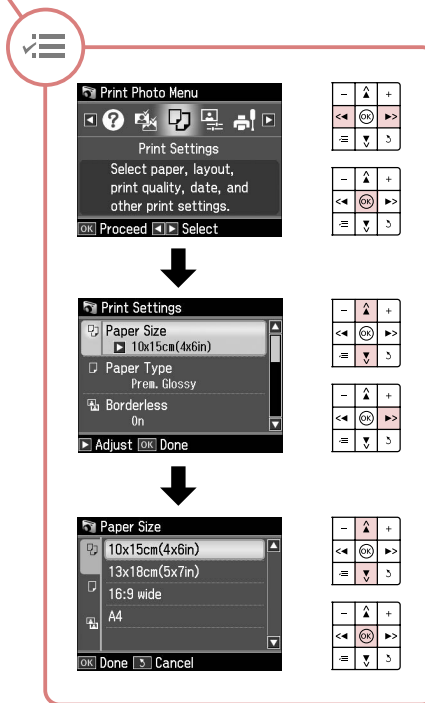 Print Photo Menu
Print Settings
Select paper, layout,
print quality, date, and
other print settings.
OK Proceed Select
- +
OK
- +
OK
Print Settings
Paper Size
10x15cm(4x6in)
Paper Type
Prem. Glossy
Borderless
On
Adjust OK Done
- +
OK
- +
OK
Paper Size
10x15cm(4x6in)
13x18cm(5x7in)
16:9 wide
A4
OK Done Cancel
- +
OK
- +
OK